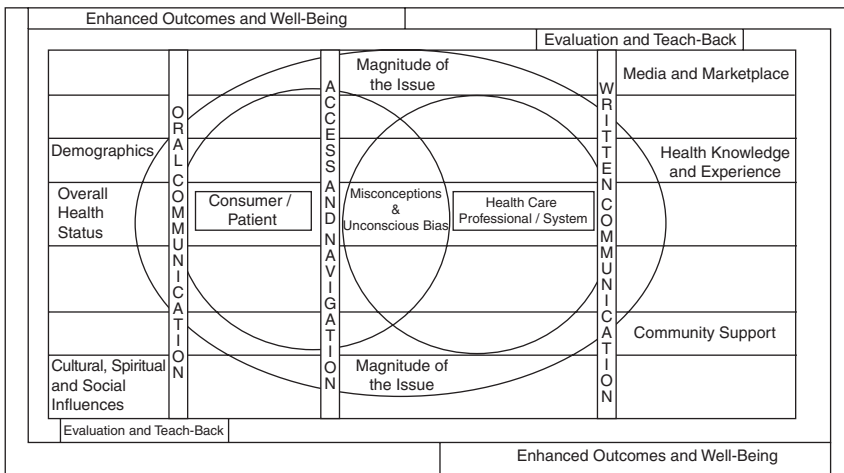 Enhanced Outcomes and Well-Being
Evaluation and Teach-Back
Magnitude of
the Issue
Media and Marketplace
ORAL COMMUNICATION
ACCESS AND NAVIGATION
WRITTEN COMMUNICATION
Demographics
Health Knowledge
and Experience
Overall
Health
Status
Consumer /
Patient
Misconceptions
&
Unconscious Bias
Health Care
Professional / System
Community Support
Cultural, Spiritual
and Social
Influences
Magnitude of
the Issue
Evaluation and Teach-Back
Enhanced Outcomes and Well-Being